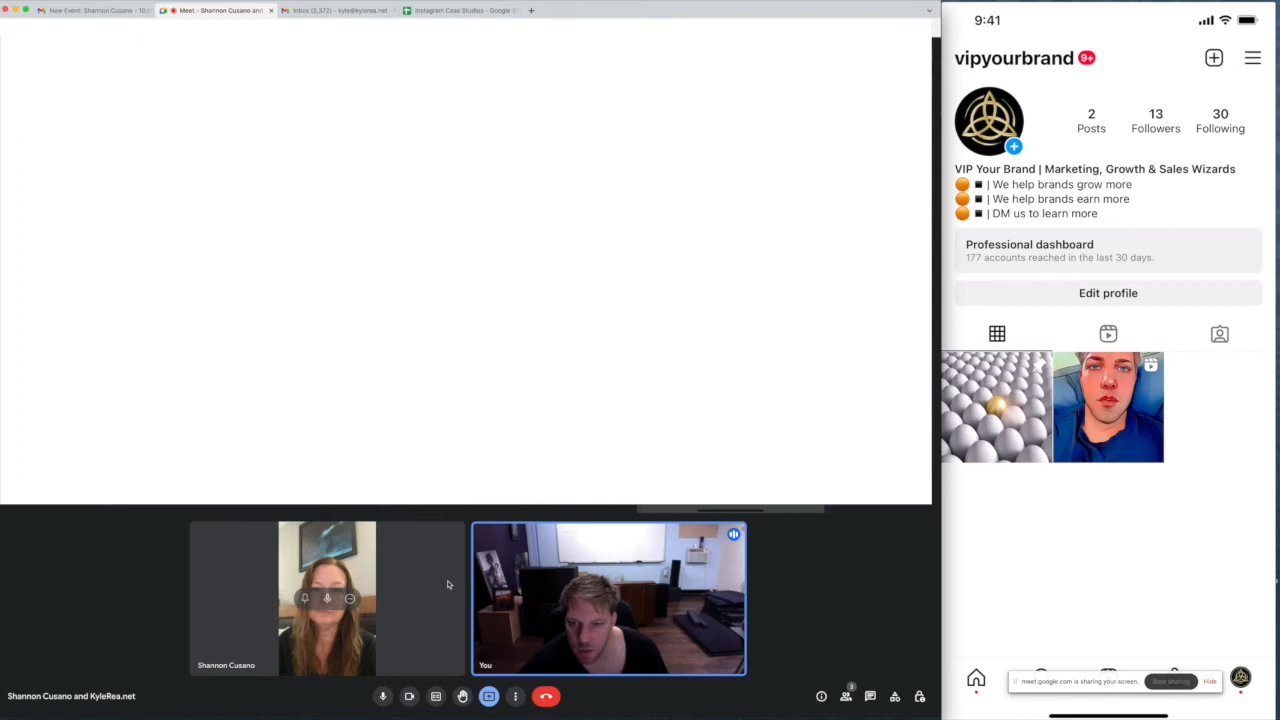 New Event: Shannon Cusano - 10:
Meet - Shannon Cusano and
Inbox (2,372) - kyle@kylerea.net
Instagram Case Studies - Google
9:41
vipyourbrand 9+
2
Posts
13
Followers
30
Following
VIP Your Brand | Marketing, Growth & Sales Wizards
| We help brands grow more
| We help brands earn more
| DM us to learn more
Professional dashboard
177 accounts reached in the last 30 days.
Edit profile
Shannon Cusano
You
Shannon Cusano and KyleRea.net
3
meet.google.com is sharing your screen.
Stop sharing
Hide